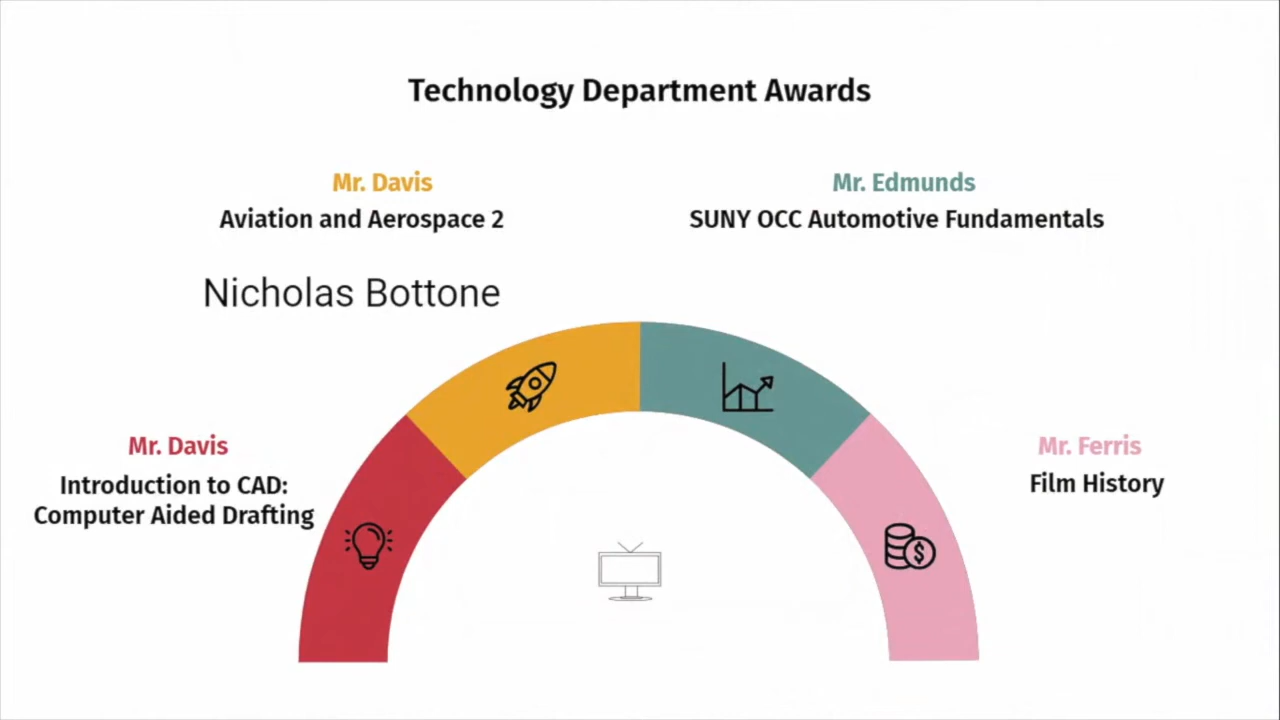 Technology Department Awards
Mr. Davis
Aviation and Aerospace 2
Mr. Edmunds
SUNY OCC Automotive Fundamentals
Nicholas Bottone
Mr. Davis
Introduction to CAD:
Computer Aided Drafting
Mr. Ferris
Film History
$